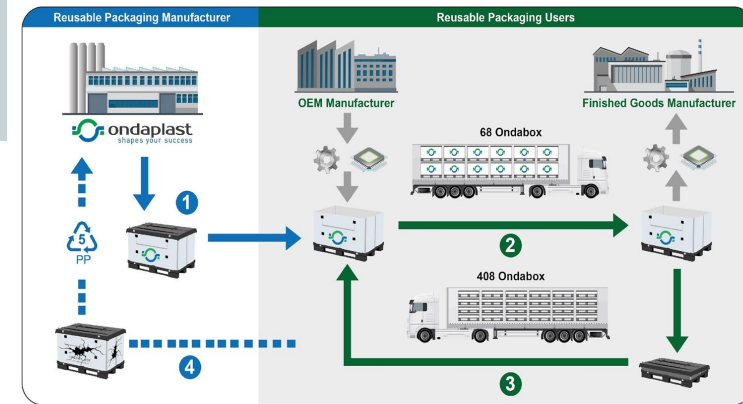 Reusable Packaging Manufacturer
Reusable Packaging Users
ondaplast
shapes your success
OEM Manufacturer
Finished Goods Manufacturer
68 Ondabox
1
2
5
PP
408 Ondabox
4
3